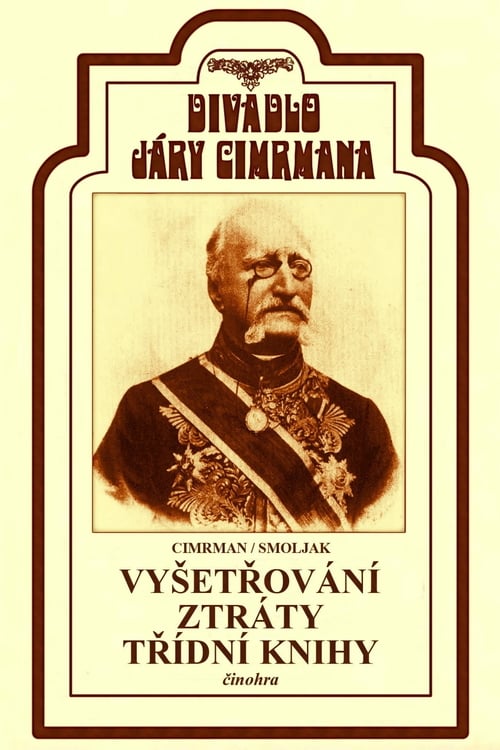 DIVADLO
JÁRY CIMRMANA
CIMRMAN / SMOLJAK
VYŠETŘOVÁNÍ
ZTRÁTY
TŘÍDNÍ KNIHY
činohra